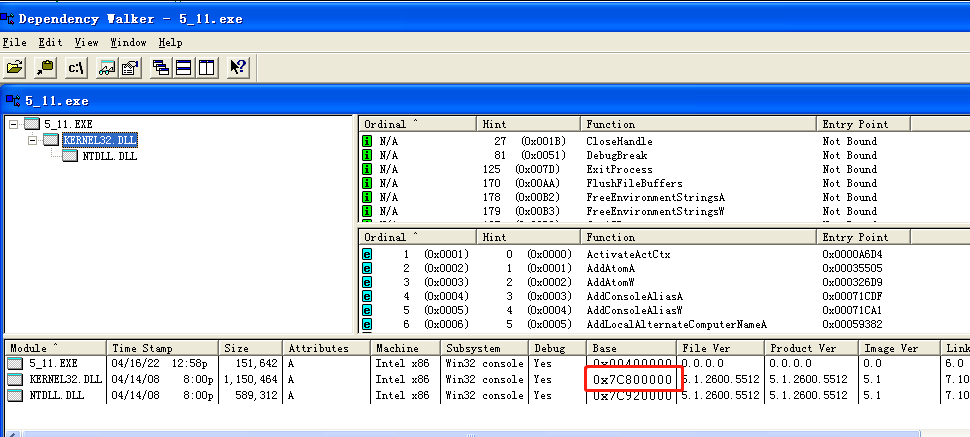 Dependency Walker - 5_11.exe
File Edit View Window Help
c:\
5_11.exe
5_11.EXE
KERNEL32.DLL
NTDLL.DLL
Ordinal ^ Hint Function Entry Point
N/A 27 (0x001B) CloseHandle Not Bound
N/A 81 (0x0051) DebugBreak Not Bound
N/A 125 (0x007D) ExitProcess Not Bound
N/A 170 (0x00AA) FlushFileBuffers Not Bound
N/A 178 (0x00B2) FreeEnvironmentStringsA Not Bound
N/A 179 (0x00B3) FreeEnvironmentStringsW Not Bound
Ordinal ^ Hint Function Entry Point
1 (0x0001) 0 (0x0000) ActivateActCtx 0x0000A6D4
2 (0x0002) 1 (0x0001) AddAtomA 0x00035505
3 (0x0003) 2 (0x0002) AddAtomW 0x000326D9
4 (0x0004) 3 (0x0003) AddConsoleAliasA 0x00071CDF
5 (0x0005) 4 (0x0004) AddConsoleAliasW 0x00071CA1
6 (0x0006) 5 (0x0005) AddLocalAlternateComputerNameA 0x00059382
Module ^ Time Stamp Size Attributes Machine Subsystem Debug Base File Ver Product Ver Image Ver Link
5_11.EXE 04/16/22 12:58p 151,642 A Intel x86 Win32 console Yes 0x00400000 0.0.0.0 0.0.0.0 0.0 6.0
KERNEL32.DLL 04/14/08 8:00p 1,150,464 A Intel x86 Win32 console Yes 0x7C800000 5.1.2600.5512 5.1.2600.5512 5.1 7.10
NTDLL.DLL 04/14/08 8:00p 589,312 A Intel x86 Win32 console Yes 0x7C920000 5.1.2600.5512 5.1.2600.5512 5.1 7.10